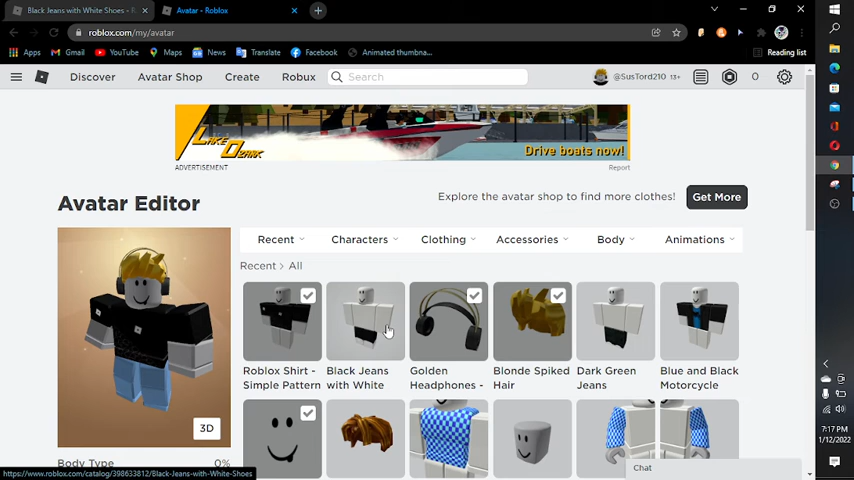 Black Jeans with White Shoes - R
Avatar - Roblox
roblox.com/my/avatar
Apps Gmail YouTube Maps News Translate Facebook Animated thumbna... Reading list
Discover Avatar Shop Create Robux Search @SusTord210 13+ 0
LAKE OZARK
Drive boats now!
ADVERTISEMENT Report
Avatar Editor
Explore the avatar shop to find more clothes! Get More
Recent Characters Clothing Accessories Body Animations
Recent > All
3D
Roblox Shirt - Simple Pattern
Black Jeans with White
Golden Headphones -
Blonde Spiked Hair
Dark Green Jeans
Blue and Black Motorcycle
Body Type 0%
Chat
https://www.roblox.com/catalog/398633812/Black-Jeans-with-White-Shoes
7:17 PM
1/12/2022